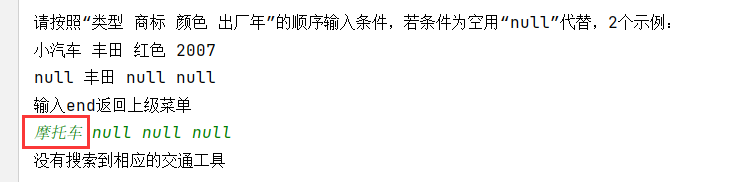 请按照“类型 商标 颜色 出厂年”的顺序输入条件，若条件为空用“null”代替，2个示例：
小汽车 丰田 红色 2007
null 丰田 null null
输入end返回上级菜单
摩托车 null null null
没有搜索到相应的交通工具